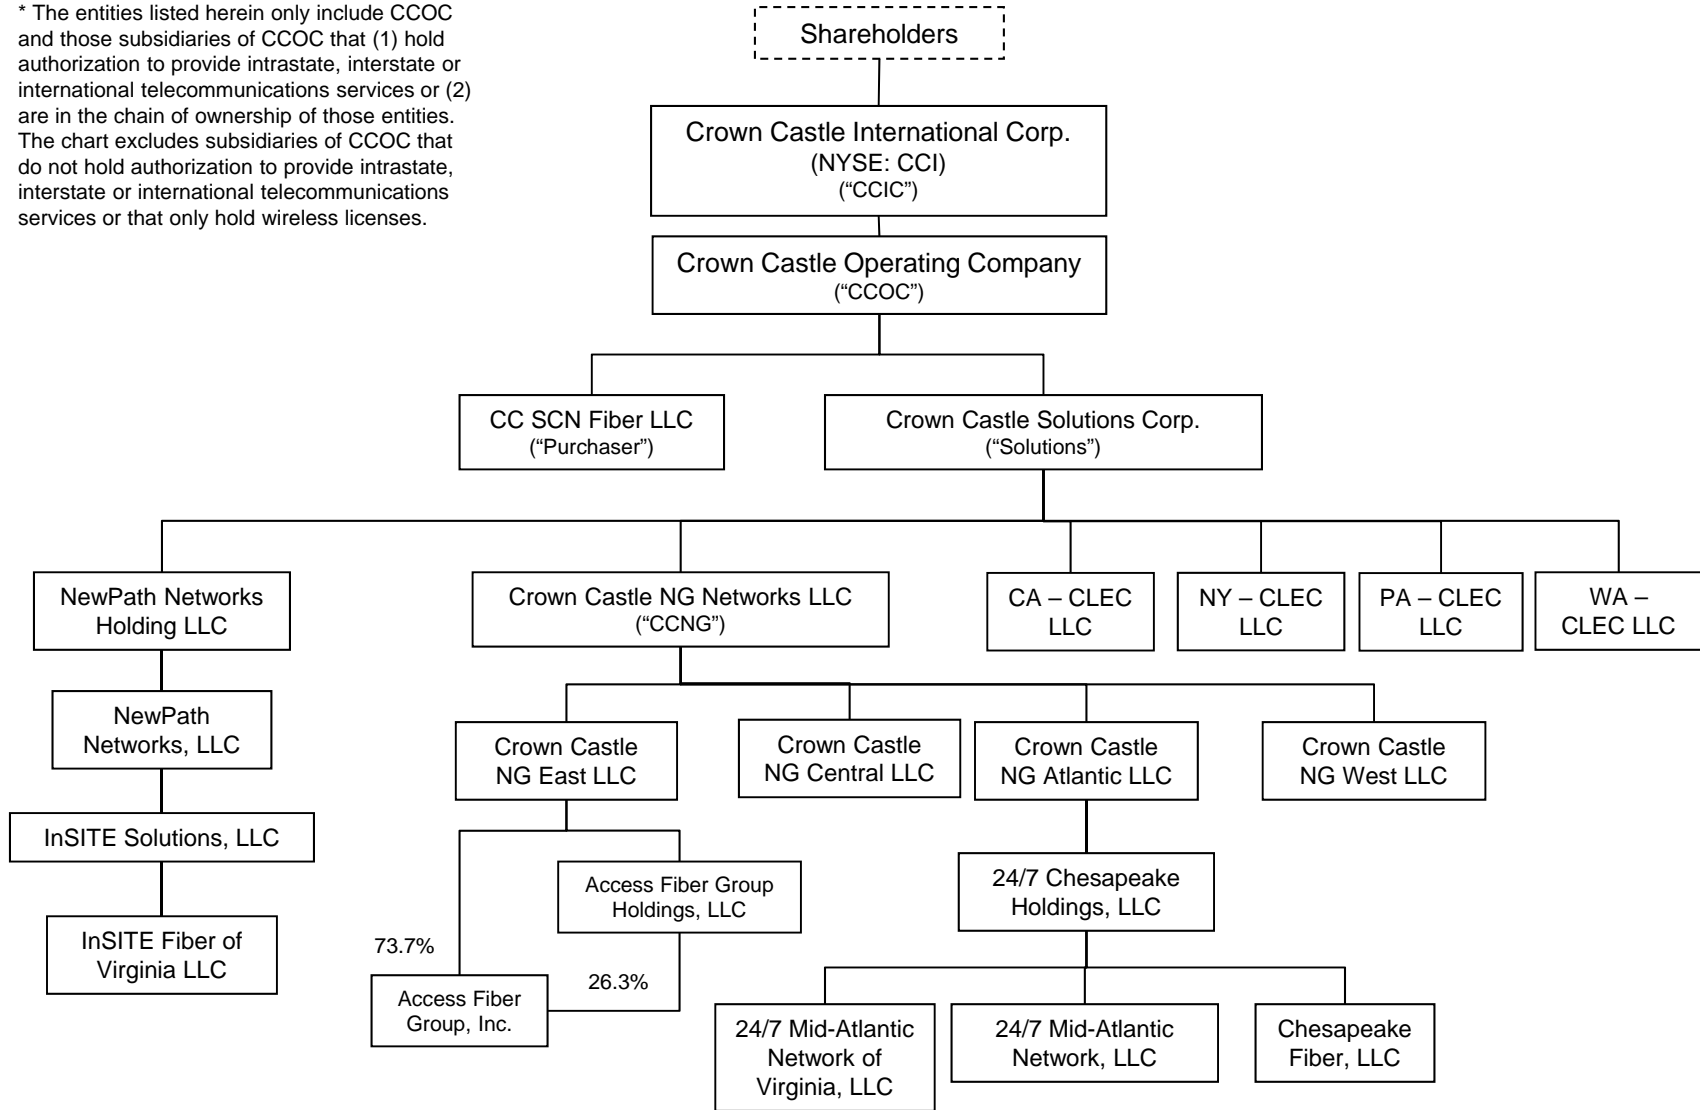 * The entities listed herein only include CCOC
and those subsidiaries of CCOC that (1) hold
authorization to provide intrastate, interstate or
international telecommunications services or (2)
are in the chain of ownership of those entities.
The chart excludes subsidiaries of CCOC that
do not hold authorization to provide intrastate,
interstate or international telecommunications
services or that only hold wireless licenses.
Shareholders
Crown Castle International Corp.
(NYSE: CCI)
(“CCIC”)
Crown Castle Operating Company
(“CCOC”)
CC SCN Fiber LLC
(“Purchaser”)
Crown Castle Solutions Corp.
(“Solutions”)
NewPath Networks
Holding LLC
Crown Castle NG Networks LLC
(“CCNG”)
CA – CLEC
LLC
NY – CLEC
LLC
PA – CLEC
LLC
WA –
CLEC LLC
NewPath
Networks, LLC
Crown Castle
NG East LLC
Crown Castle
NG Central LLC
Crown Castle
NG Atlantic LLC
Crown Castle
NG West LLC
InSITE Solutions, LLC
Access Fiber Group
Holdings, LLC
24/7 Chesapeake
Holdings, LLC
InSITE Fiber of
Virginia LLC
73.7%
26.3%
Access Fiber
Group, Inc.
24/7 Mid-Atlantic
Network of
Virginia, LLC
24/7 Mid-Atlantic
Network, LLC
Chesapeake
Fiber, LLC